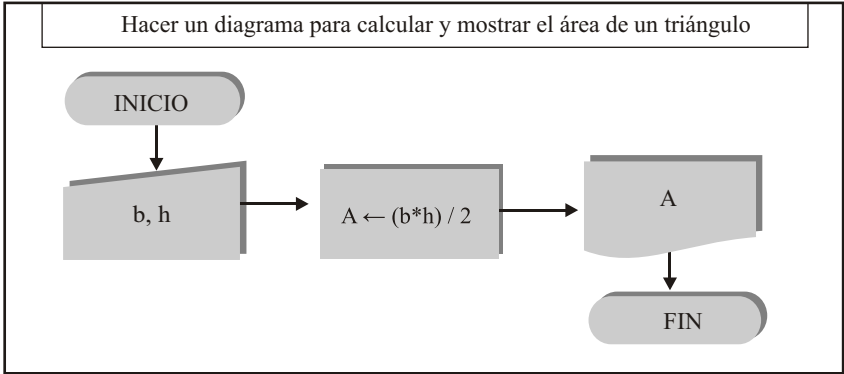 Hacer un diagrama para calcular y mostrar el área de un triángulo
INICIO
b, h
A ← (b*h) / 2
A
FIN